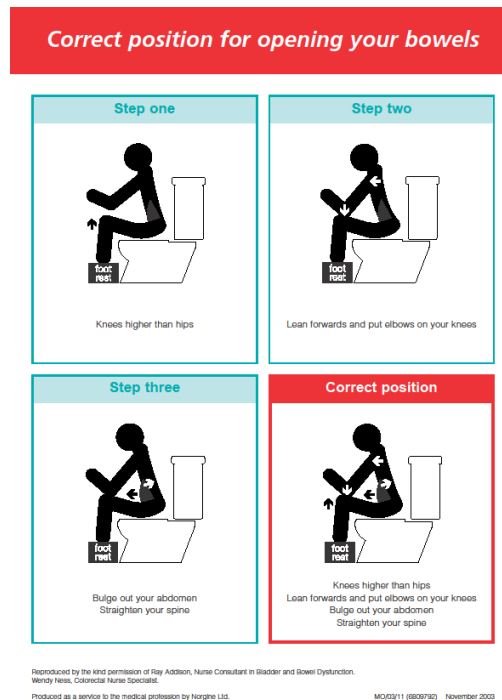 Correct position for opening your bowels
Step one
foot
rest
Knees higher than hips
Step two
foot
rest
Lean forwards and put elbows on your knees
Step three
foot
rest
Bulge out your abdomen
Straighten your spine
Correct position
foot
rest
Knees higher than hips
Lean forwards and put elbows on your knees
Bulge out your abdomen
Straighten your spine
Reproduced by the kind permission of Ray Addison, Nurse Consultant in Bladder and Bowel Dysfunction.
Wendy Ness, Colorectal Nurse Specialist.
Produced as a service to the medical profession by Norgine Ltd.
MO/03/11 (6809792) November 2003